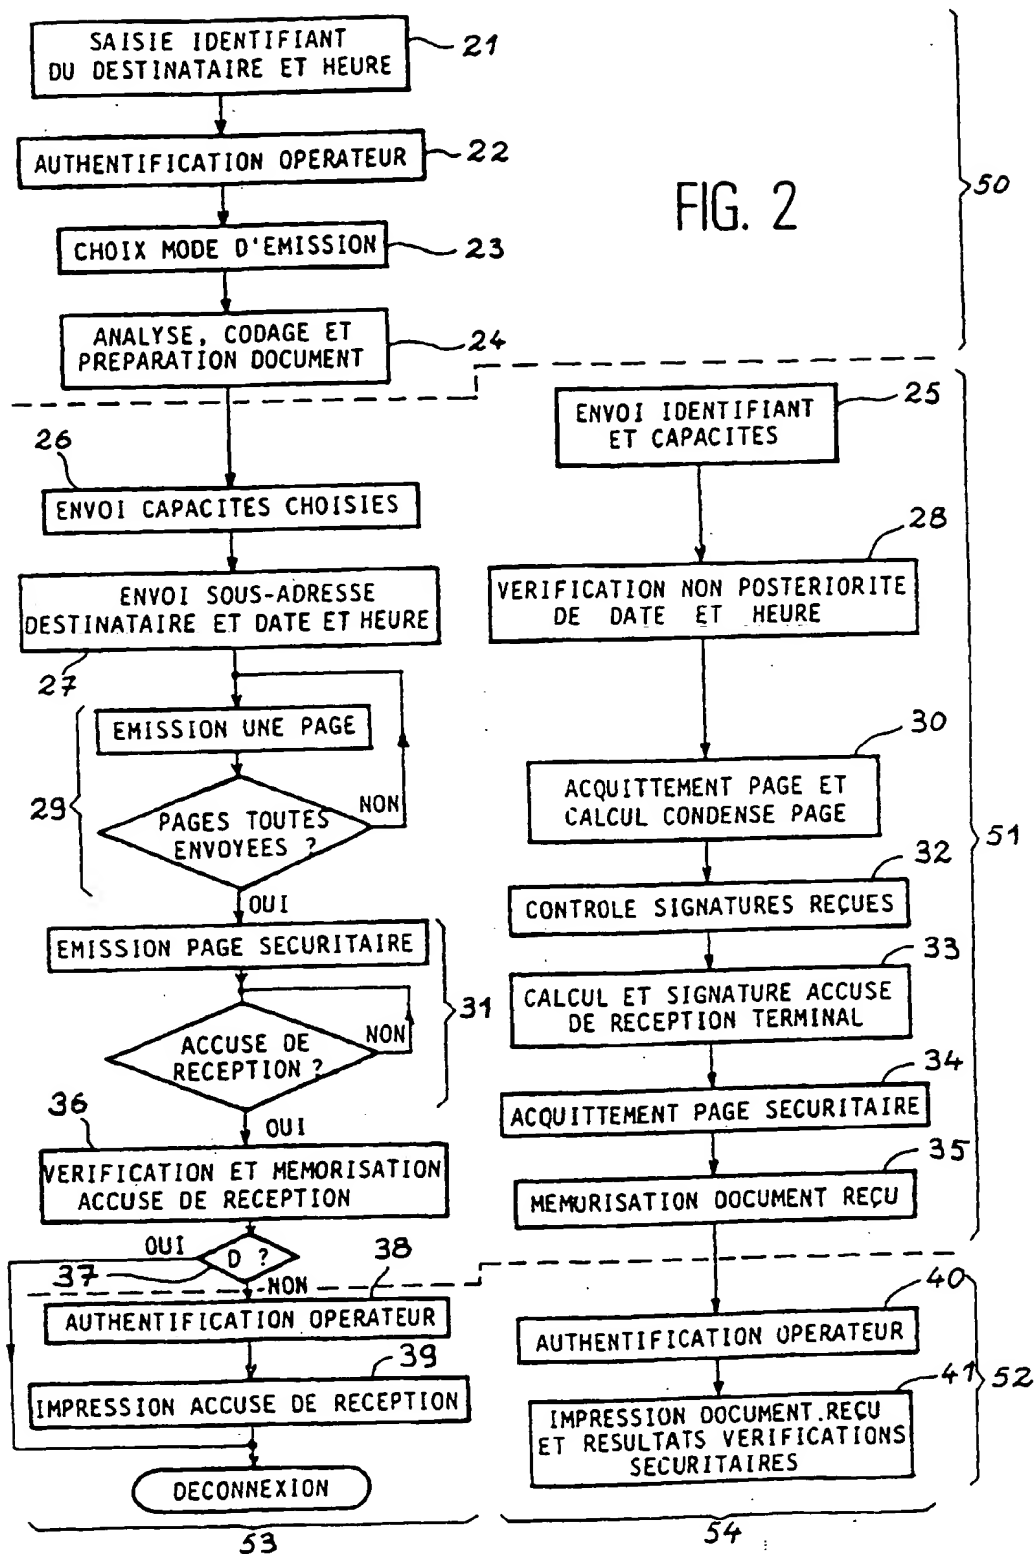 SAISIE IDENTIFIANT
DU DESTINATAIRE ET HEURE
21
AUTHENTIFICATION OPERATEUR
22
FIG. 2
50
CHOIX MODE D'EMISSION
23
ANALYSE, CODAGE ET
PREPARATION DOCUMENT
24
ENVOI IDENTIFIANT
ET CAPACITES
25
26
ENVOI CAPACITES CHOISIES
28
ENVOI SOUS-ADRESSE
DESTINATAIRE ET DATE ET HEURE
27
VERIFICATION NON POSTERIORITE
DE DATE ET HEURE
EMISSION UNE PAGE
29
PAGES TOUTES
ENVOYEES ?
NON
OUI
30
ACQUITTEMENT PAGE ET
CALCUL CONDENSE PAGE
51
32
CONTROLE SIGNATURES REÇUES
EMISSION PAGE SECURITAIRE
31
ACCUSE DE
RECEPTION ?
NON
OUI
33
CALCUL ET SIGNATURE ACCUSE
DE RECEPTION TERMINAL
34
ACQUITTEMENT PAGE SECURITAIRE
36
VERIFICATION ET MEMORISATION
ACCUSE DE RECEPTION
35
MEMORISATION DOCUMENT REÇU
OUI
D ?
37
NON
38
AUTHENTIFICATION OPERATEUR
40
AUTHENTIFICATION OPERATEUR
39
IMPRESSION ACCUSE DE RECEPTION
41
52
IMPRESSION DOCUMENT REÇU
ET RESULTATS VERIFICATIONS
SECURITAIRES
DECONNEXION
53
54